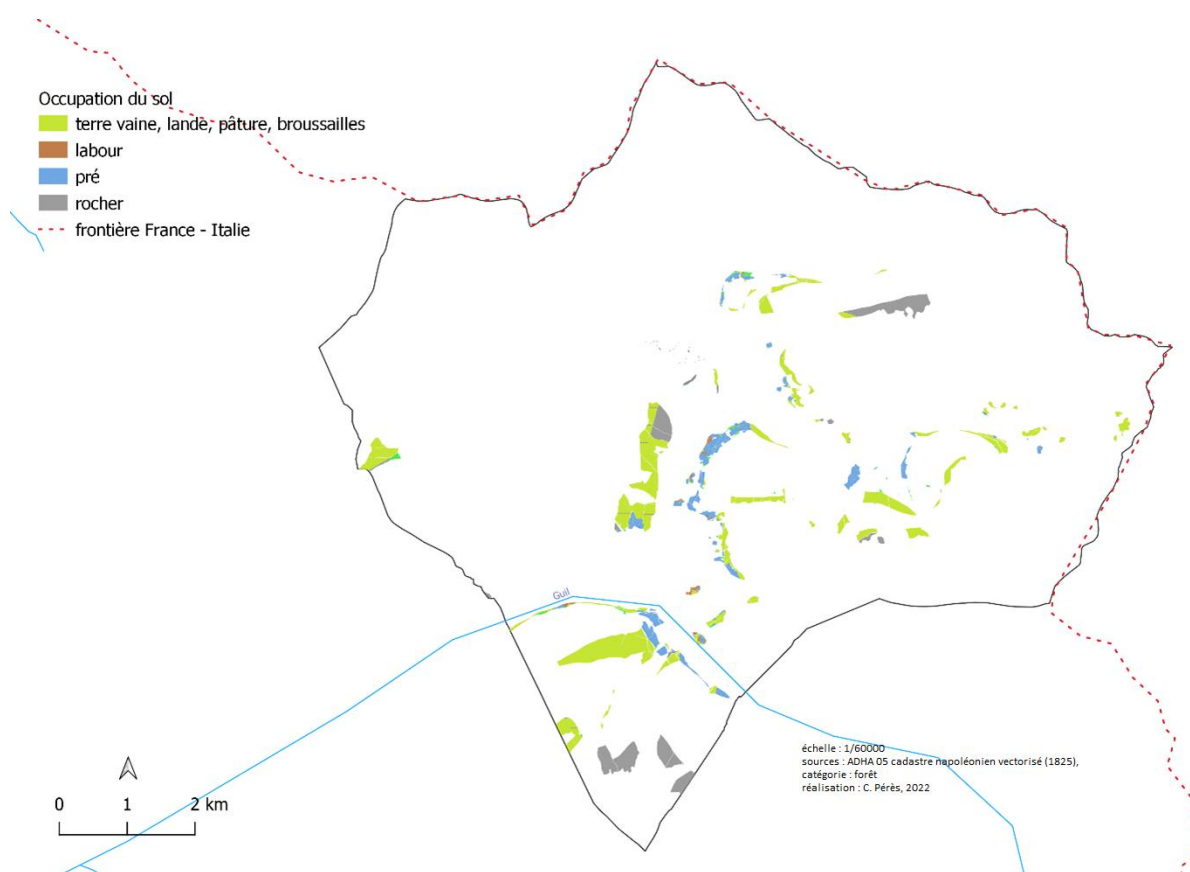 Occupation du sol
terre vaine, lande, pâture, broussailles
labour
pré
rocher
frontière France - Italie
Guil
échelle : 1/60000
sources : ADHA 05 cadastre napoléonien vectorisé (1825),
catégorie : forêt
réalisation : C. Pérès, 2022
0 1 2 km